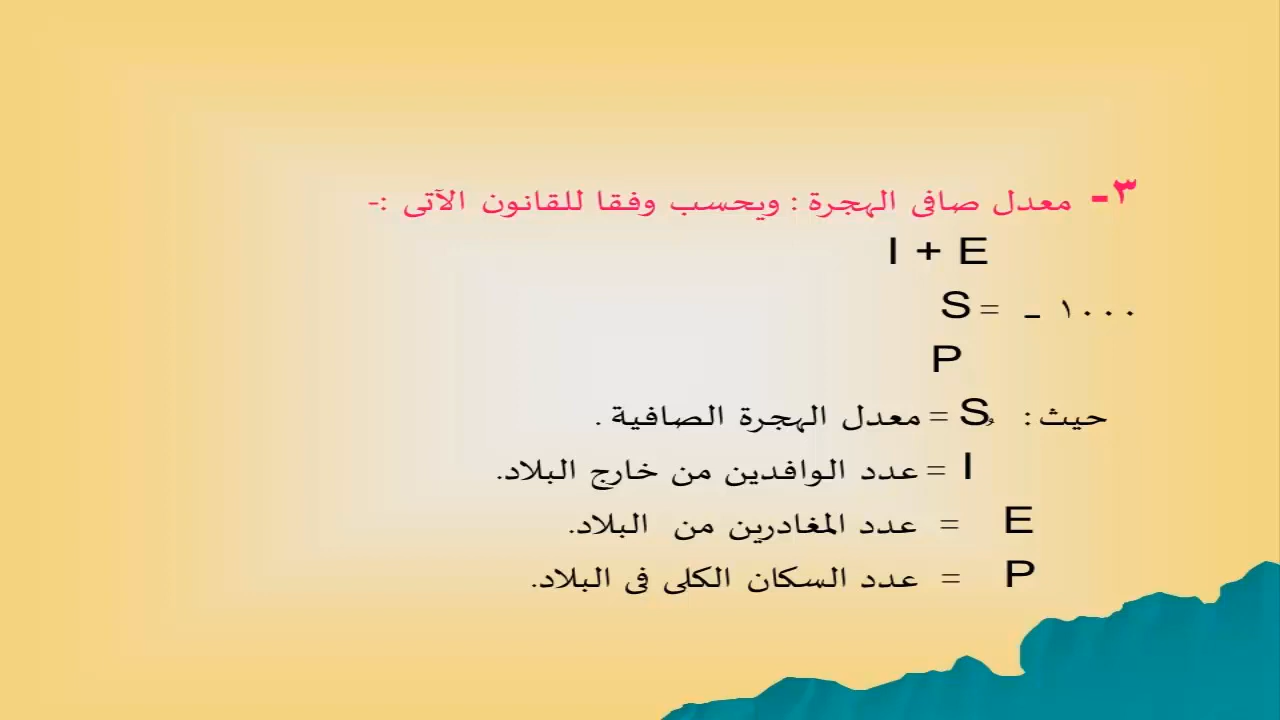 ٣- معدل صافى الهجرة : ويحسب وفقا للقانون الآتى :-
I + E
S = ـ ١٠٠٠
P
حيث : S = معدل الهجرة الصافية .
I = عدد الوافدين من خارج البلاد.
E = عدد المغادرين من البلاد.
P = عدد السكان الكلى فى البلاد.